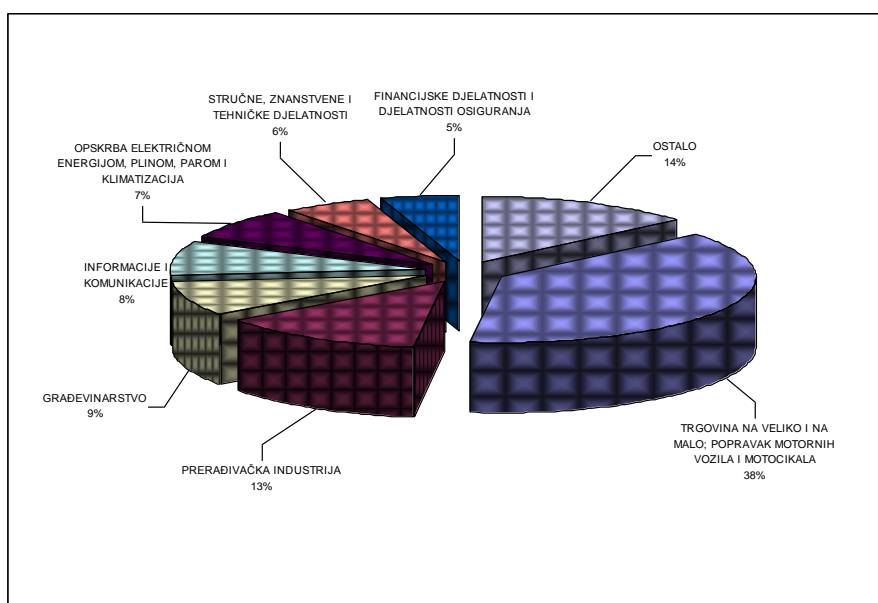 STRUČNE, ZNANSTVENE I
TEHNIČKE DJELATNOSTI
6%
FINANCIJSKE DJELATNOSTI I
DJELATNOSTI OSIGURANJA
5%
OSTALO
14%
OPSKRBA ELEKTRIČNOM
ENERGIJOM, PLINOM, PAROM I
KLIMATIZACIJA
7%
INFORMACIJE I
KOMUNIKACIJE
8%
GRAĐEVINARSTVO
9%
PRERAĐIVAČKA INDUSTRIJA
13%
TRGOVINA NA VELIKO I NA
MALO; POPRAVAK MOTORNIH
VOZILA I MOTOCIKALA
38%